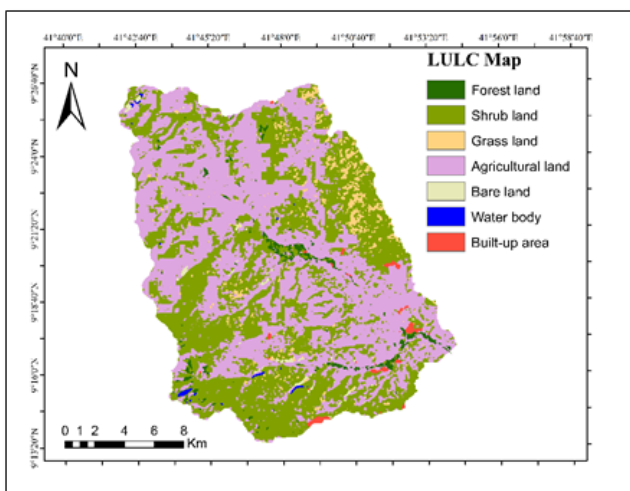 41°40'0"E 41°42'40"E 41°45'20"E 41°48'0"E 41°50'40"E 41°53'20"E 41°56'0"E 41°58'40"E
N
LULC Map
Forest land
Shrub land
Grass land
Agricultural land
Bare land
Water body
Built-up area
9°26'40"N
9°24'0"N
9°21'20"N
9°18'40"N
9°16'0"N
9°13'20"N
0 1 2 4 6 8
Km